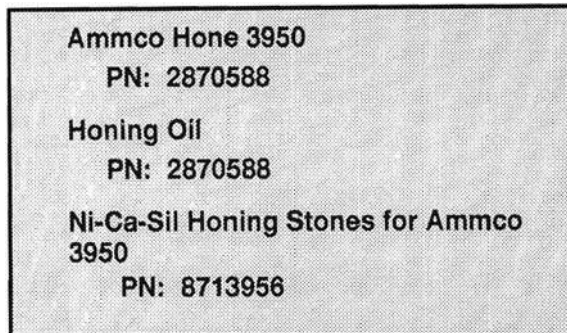 Ammco Hone 3950
PN: 2870588
Honing Oil
PN: 2870588
Ni-Ca-Sil Honing Stones for Ammco
3950
PN: 8713956